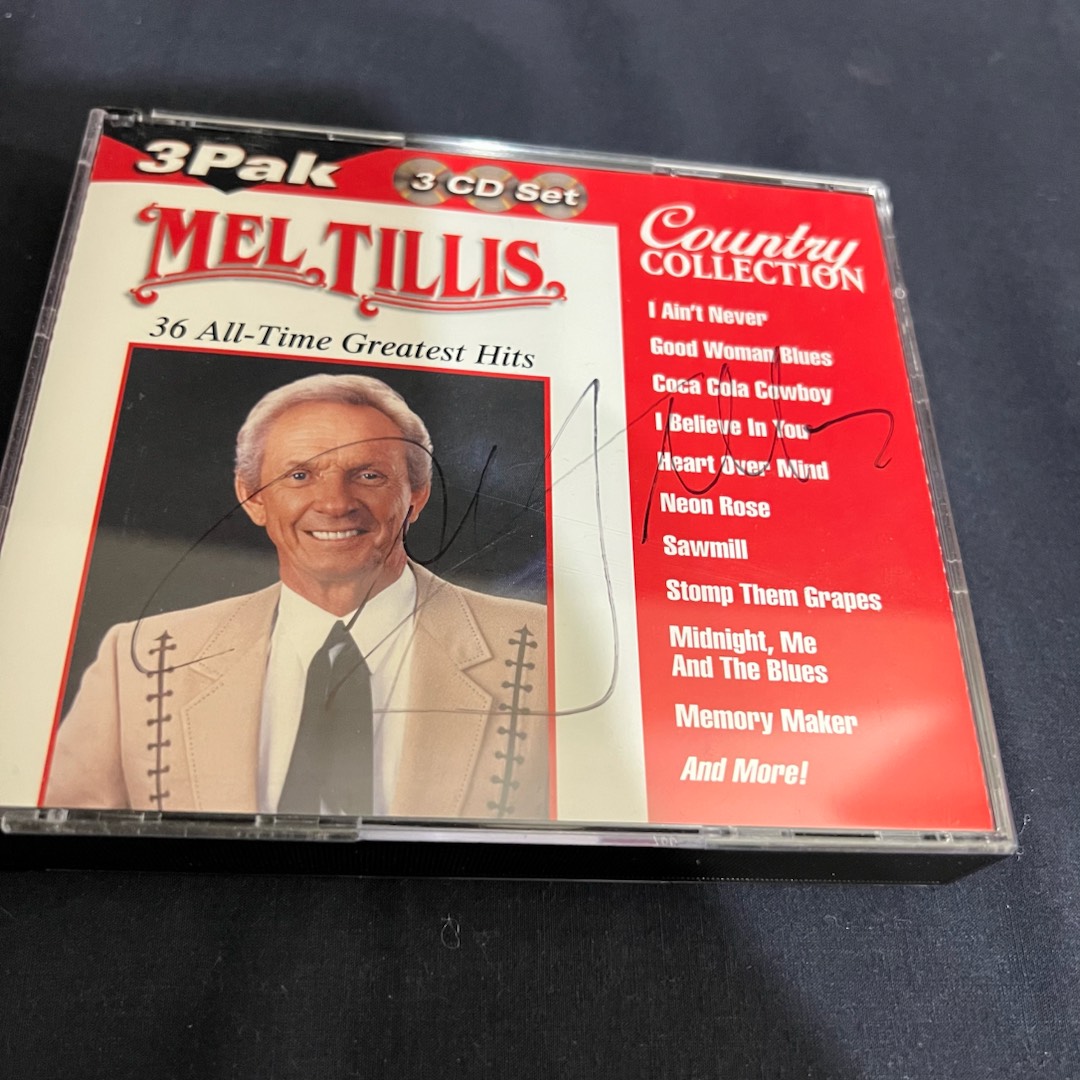 3Pak
3 CD Set
MEL TILLIS
36 All-Time Greatest Hits
Country
COLLECTION
I Ain't Never
Good Woman Blues
Coca Cola Cowboy
I Believe In You
Heart Over Mind
Neon Rose
Sawmill
Stomp Them Grapes
Midnight, Me
And The Blues
Memory Maker
And More!